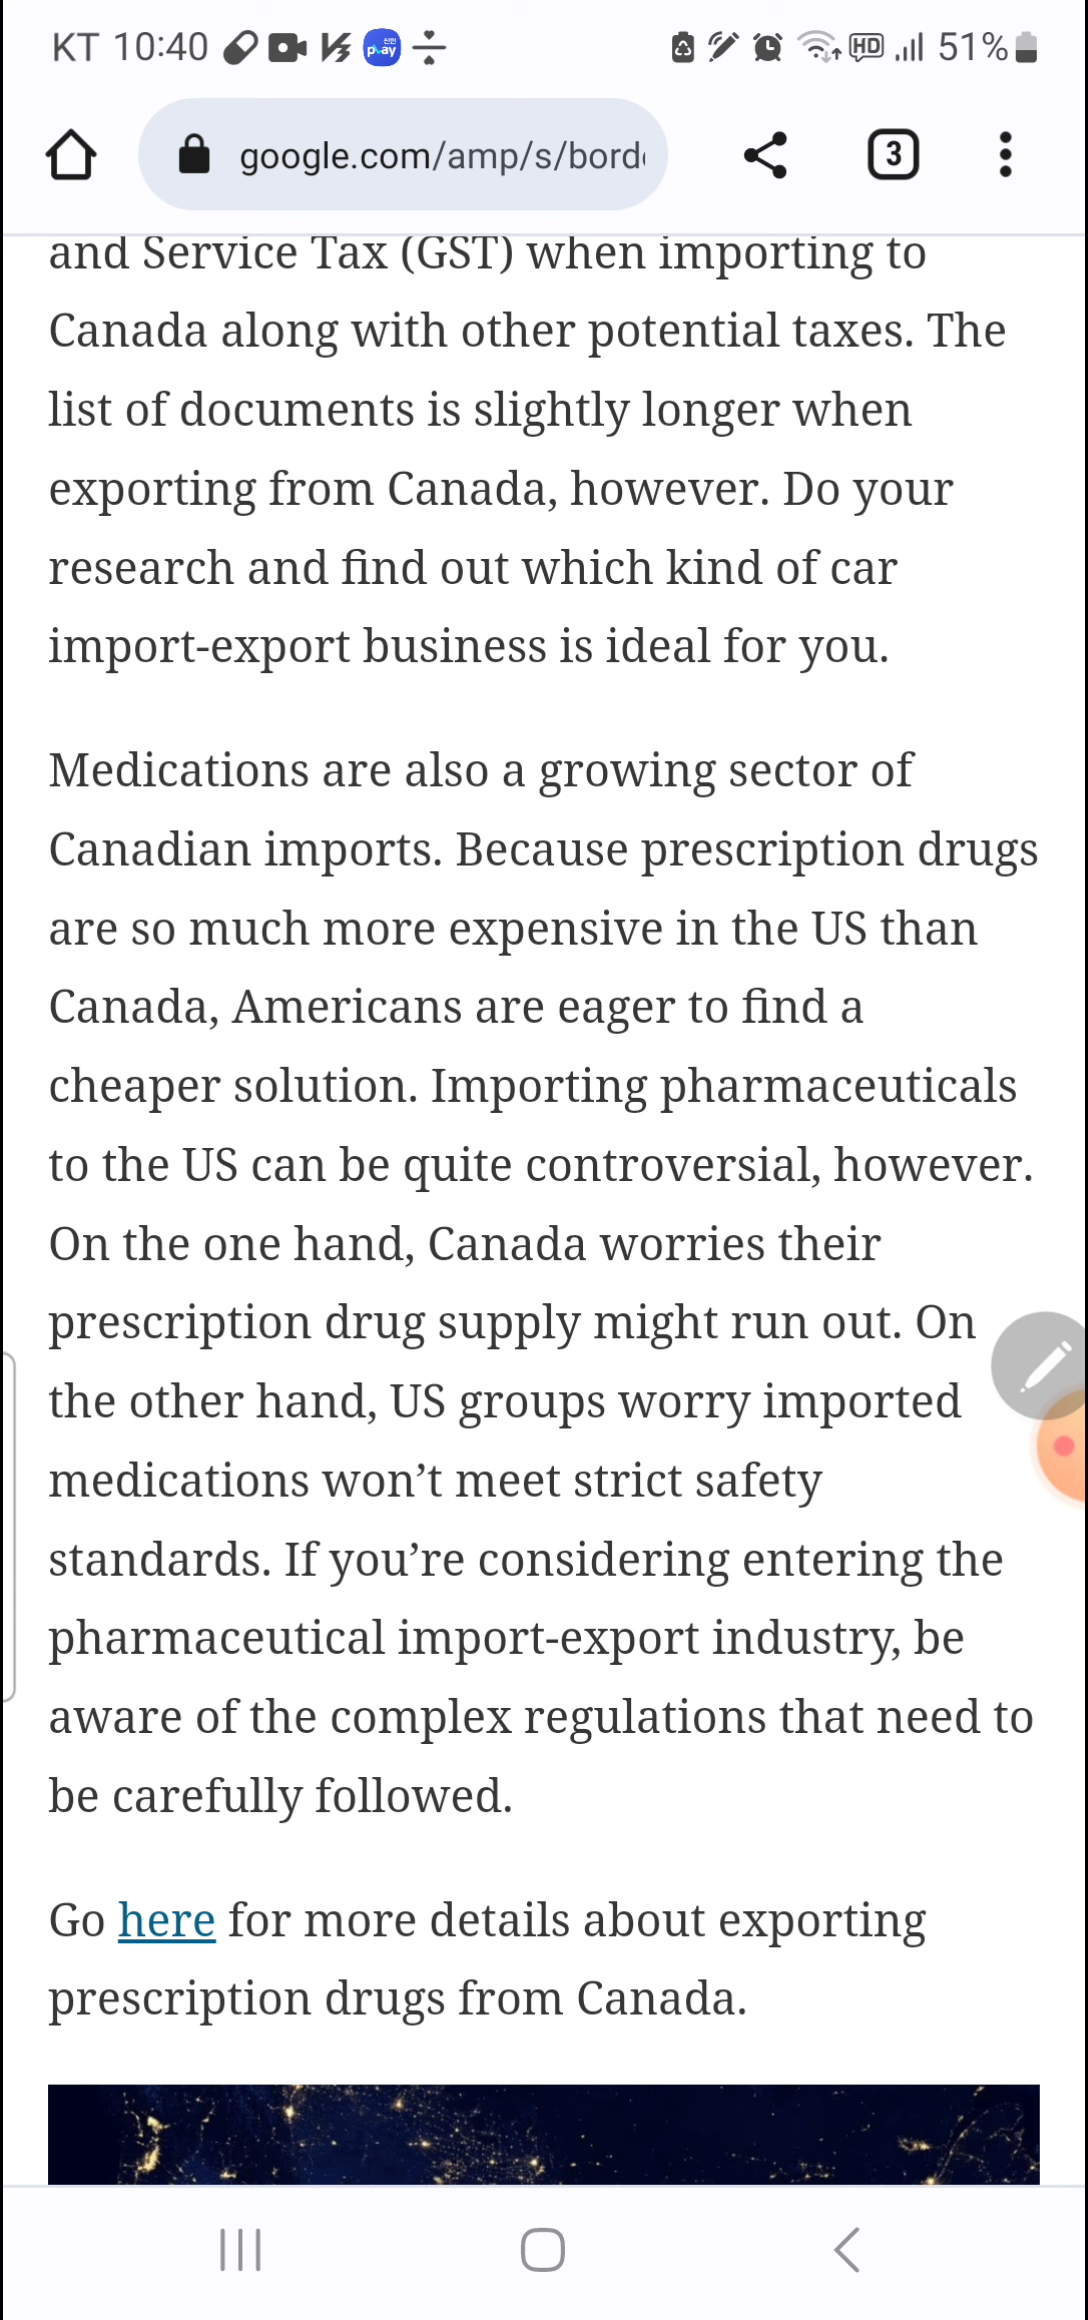 KT 10:40
신한
pLay
HD
51%
google.com/amp/s/bord
3
and Service Tax (GST) when importing to
Canada along with other potential taxes. The
list of documents is slightly longer when
exporting from Canada, however. Do your
research and find out which kind of car
import-export business is ideal for you.
Medications are also a growing sector of
Canadian imports. Because prescription drugs
are so much more expensive in the US than
Canada, Americans are eager to find a
cheaper solution. Importing pharmaceuticals
to the US can be quite controversial, however.
On the one hand, Canada worries their
prescription drug supply might run out. On
the other hand, US groups worry imported
medications won’t meet strict safety
standards. If you’re considering entering the
pharmaceutical import-export industry, be
aware of the complex regulations that need to
be carefully followed.
Go here for more details about exporting
prescription drugs from Canada.